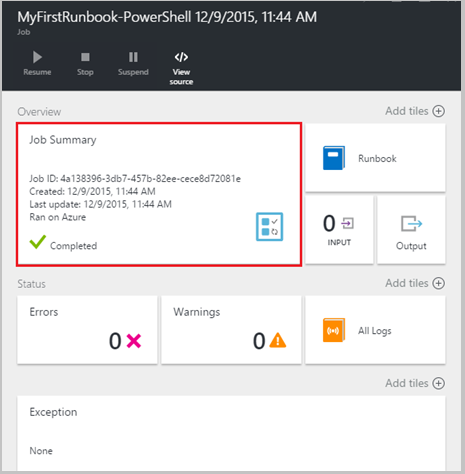 MyFirstRunbook-PowerShell 12/9/2015, 11:44 AM
Job
Resume
Stop
Suspend
View
source
Overview
Add tiles
Job Summary
Job ID: 4a138396-3db7-457b-82ee-cece8d72081e
Created: 12/9/2015, 11:44 AM
Last update: 12/9/2015, 11:44 AM
Ran on Azure
Completed
Runbook
0
INPUT
Output
Status
Add tiles
Errors
0
Warnings
0
All Logs
Add tiles
Exception
None